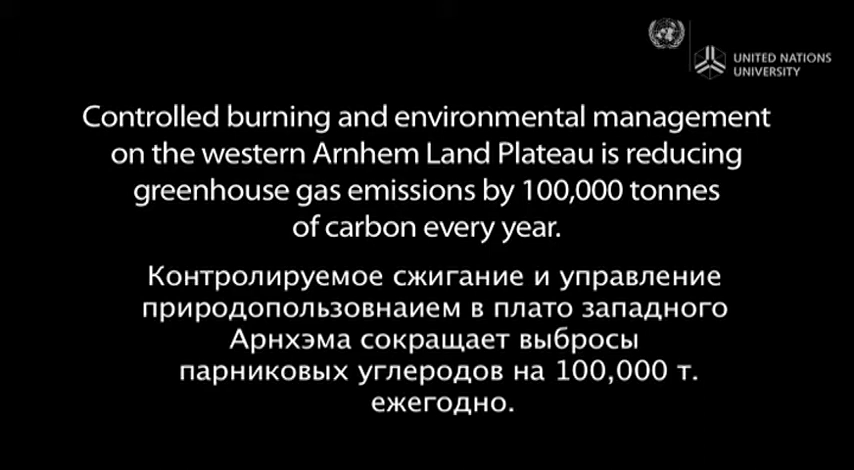 UNITED NATIONS
UNIVERSITY
Controlled burning and environmental management
on the western Arnhem Land Plateau is reducing
greenhouse gas emissions by 100,000 tonnes
of carbon every year.
Контролируемое сжигание и управление
природопользовнаием в плато западного
Арнхэма сокращает выбросы
парниковых углеродов на 100,000 т.
ежегодно.